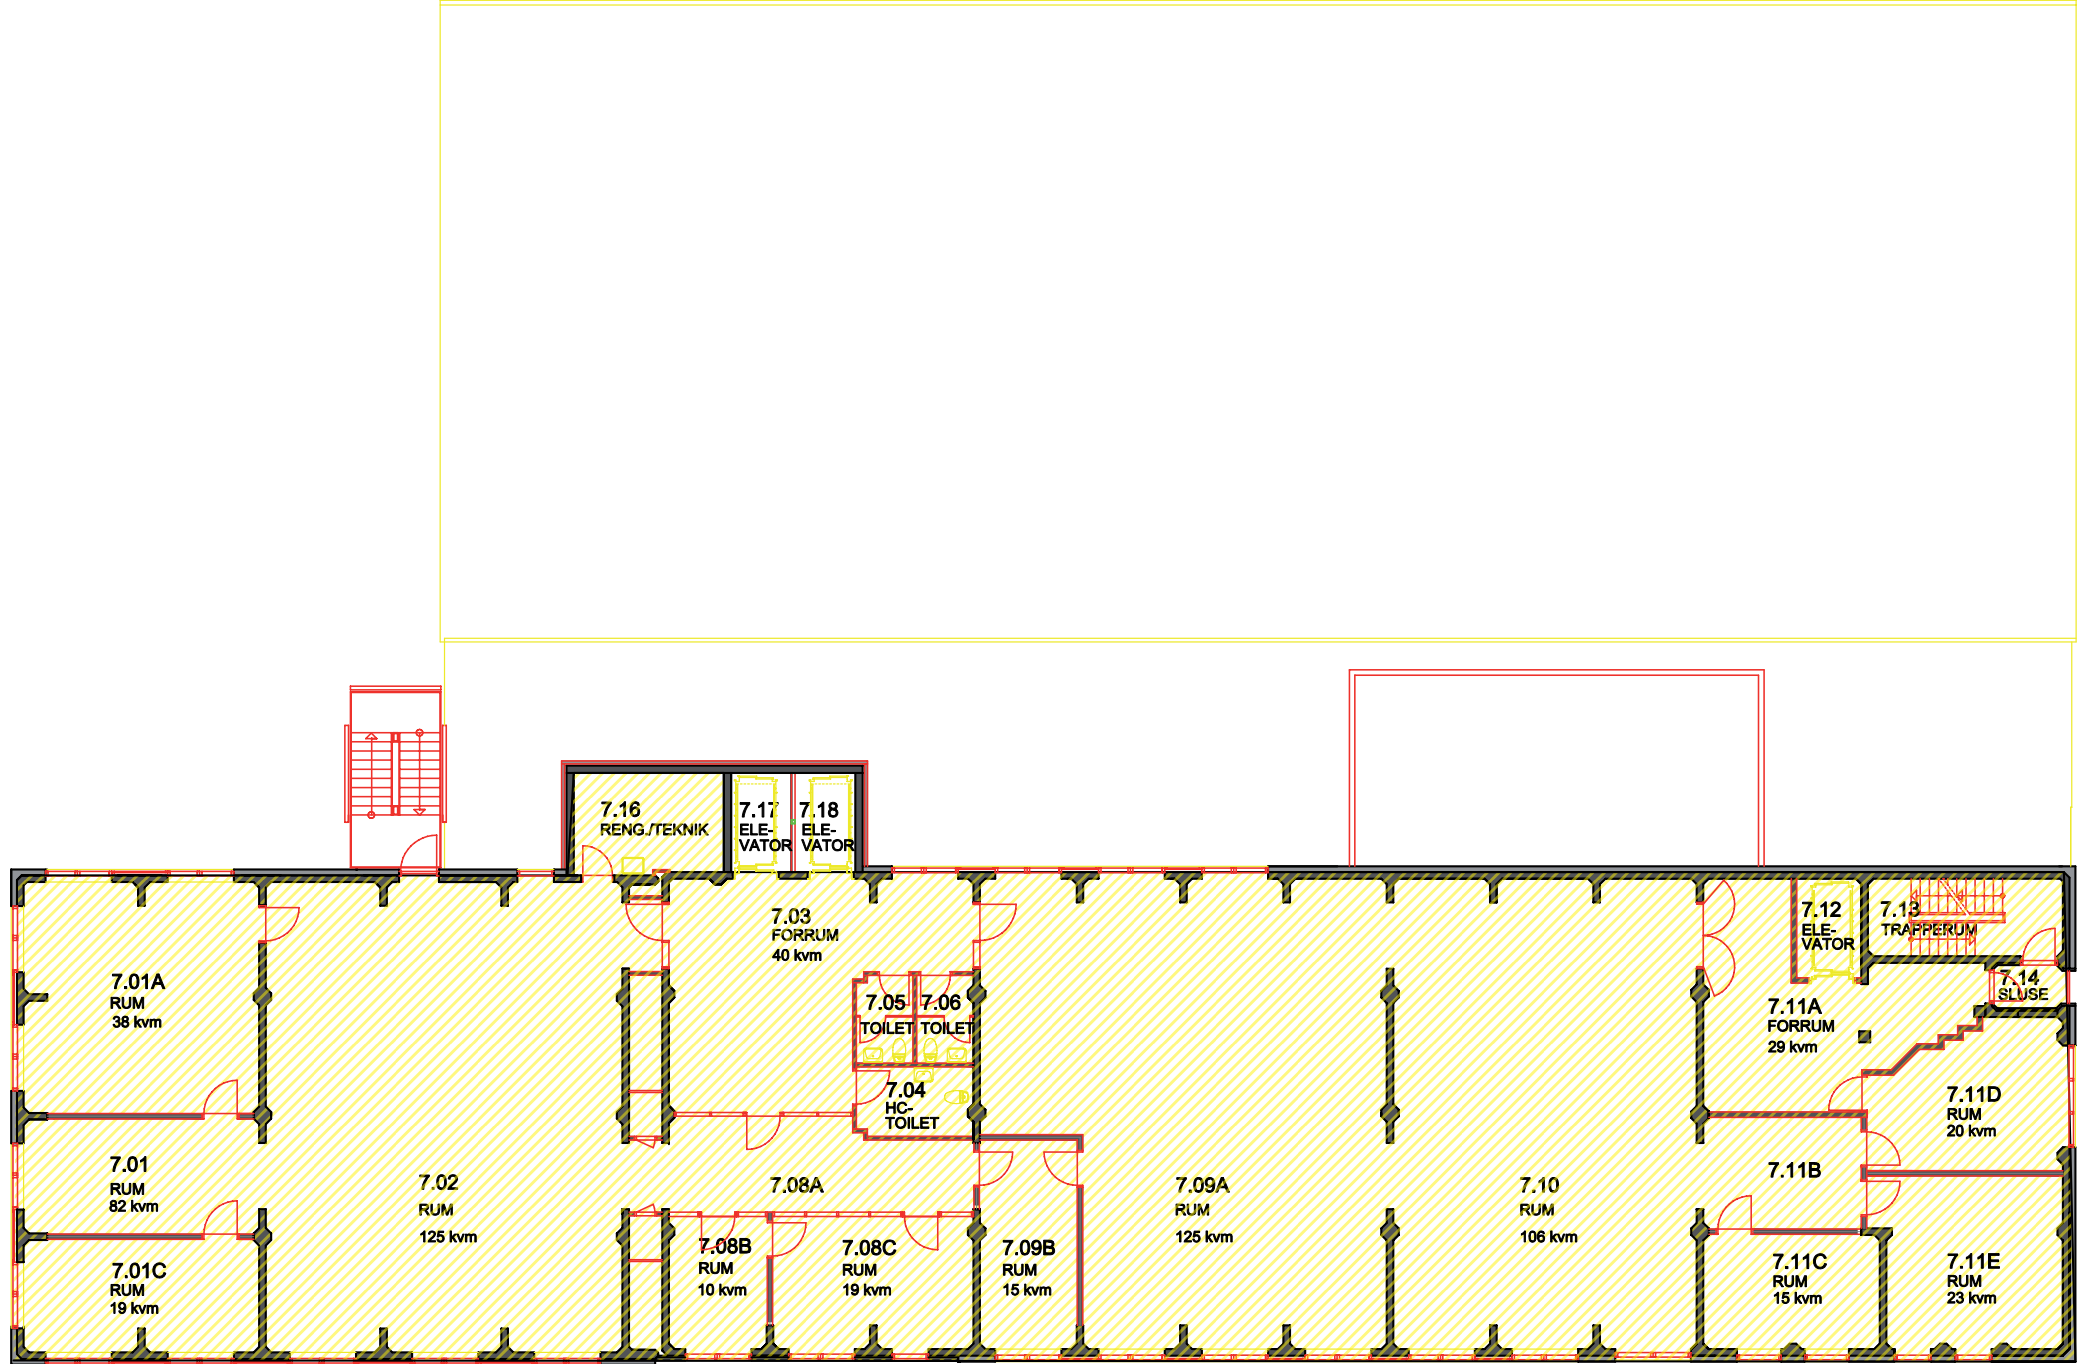 7.16
RENG./TEKNIK
7.17
ELE-
VATOR
7.18
ELE-
VATOR
7.01A
RUM
38 kvm
7.01
RUM
82 kvm
7.01C
RUM
19 kvm
7.02
RUM
125 kvm
7.03
FORRUM
40 kvm
7.05
TOILET
7.06
TOILET
7.04
HC-
TOILET
7.08A
7.08B
RUM
10 kvm
7.08C
RUM
19 kvm
7.09B
RUM
15 kvm
7.09A
RUM
125 kvm
7.10
RUM
106 kvm
7.12
ELE-
VATOR
7.13
TRAPPERUM
7.14
SLUSE
7.11A
FORRUM
29 kvm
7.11D
RUM
20 kvm
7.11B
7.11C
RUM
15 kvm
7.11E
RUM
23 kvm